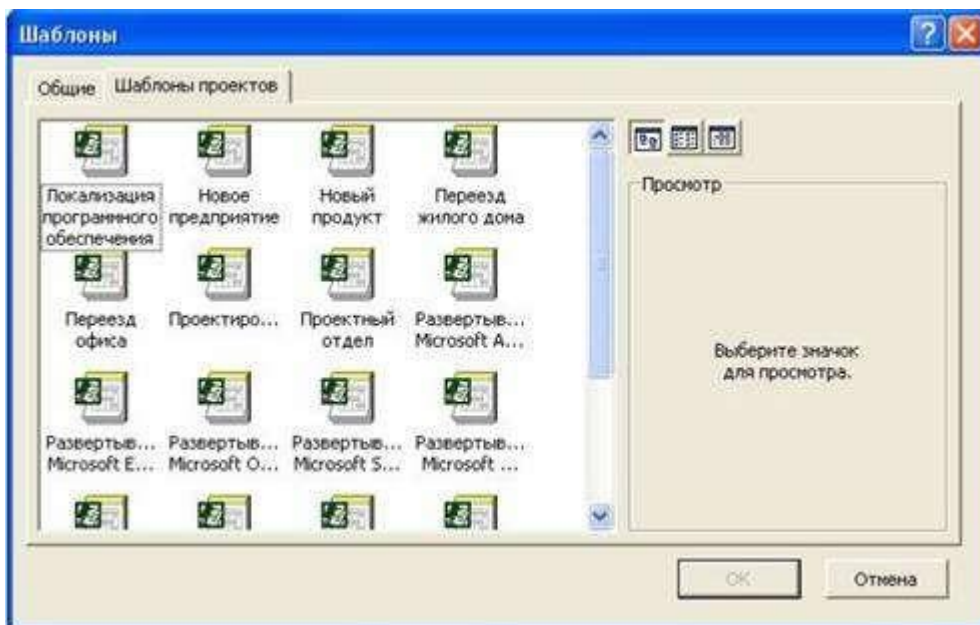 Шаблоны
Общие
Шаблоны проектов
Локализация
программного
обеспечения
Новое
предприятие
Новый
продукт
Переезд
жилого дома
Переезд
офиса
Проектиро...
Проектный
отдел
Развертыв...
Microsoft A...
Развертыв...
Microsoft E...
Развертыв...
Microsoft O...
Развертыв...
Microsoft S...
Развертыв...
Microsoft ...
Просмотр
Выберите значок
для просмотра.
OK
Отмена